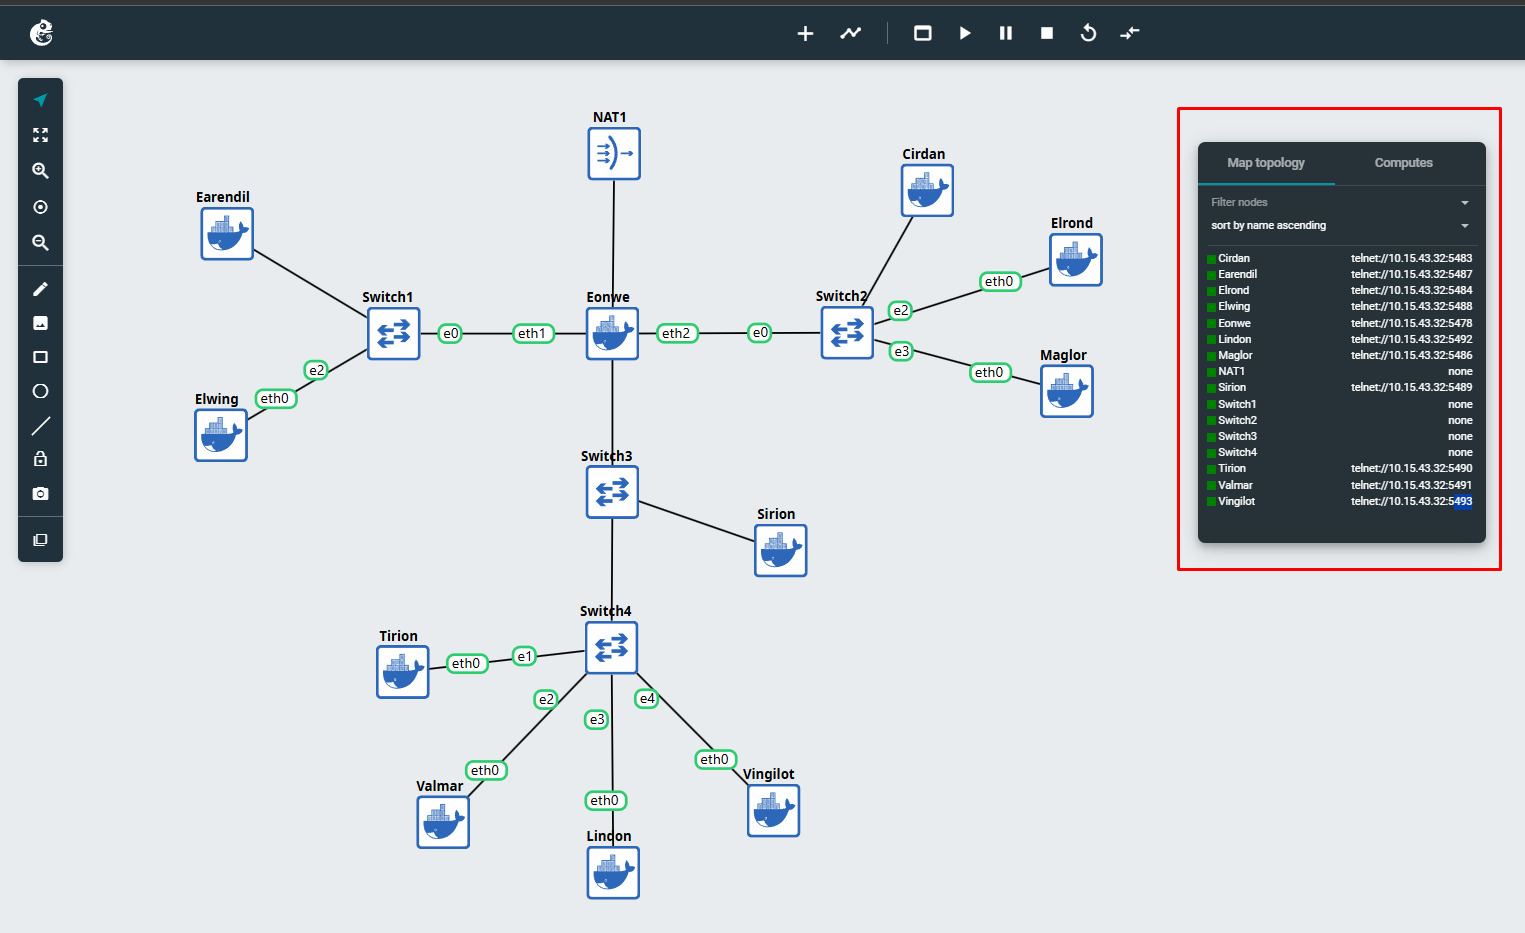 NAT1
Cirdan
Earendil
Elrond
Switch1
Eonwe
Switch2
eth0
e2
e0
eth1
eth2
e0
e3
Maglor
e2
eth0
eth0
Elwing
Switch3
Sirion
Switch4
Tirion
eth0
e1
e2
e4
e3
eth0
eth0
Vingilot
Valmar
eth0
Lindon
Map topology Computes
Filter nodes
sort by name ascending
Cirdan telnet://10.15.43.32:5483
Earendil telnet://10.15.43.32:5487
Elrond telnet://10.15.43.32:5484
Elwing telnet://10.15.43.32:5488
Eonwe telnet://10.15.43.32:5478
Lindon telnet://10.15.43.32:5492
Maglor telnet://10.15.43.32:5486
NAT1 none
Sirion telnet://10.15.43.32:5489
Switch1 none
Switch2 none
Switch3 none
Switch4 none
Tirion telnet://10.15.43.32:5490
Valmar telnet://10.15.43.32:5491
Vingilot telnet://10.15.43.32:5493